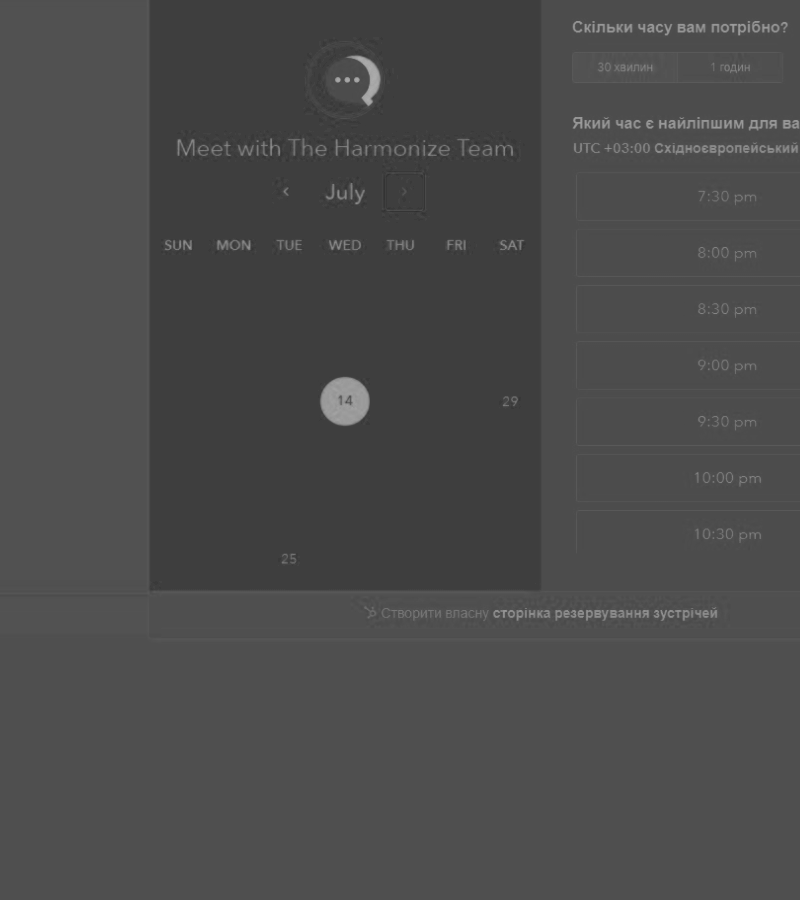 Meet with The Harmonize Team
July
SUN MON TUE WED THU FRI SAT
14 29
25
Скільки часу вам потрібно?
30 хвилин 1 годин
Який час є найліпшим для ва
UTC +03:00 Східноєвропейський
7:30 pm
8:00 pm
8:30 pm
9:00 pm
9:30 pm
10:00 pm
10:30 pm
Створити власну сторінка резервування зустрічей